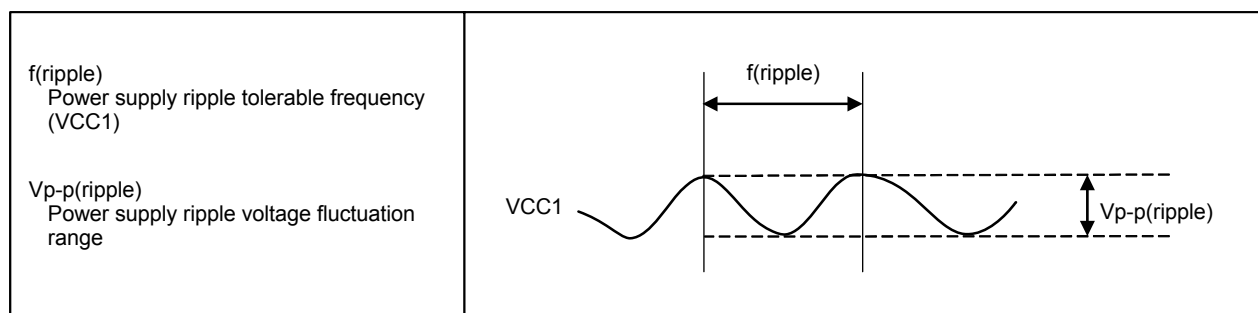 f(ripple)
Power supply ripple tolerable frequency
(VCC1)
Vp-p(ripple)
Power supply ripple voltage fluctuation
range
f(ripple)
VCC1
Vp-p(ripple)